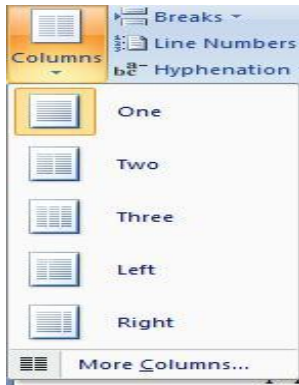 Breaks
Line Numbers
Columns
Hyphenation
One
Two
Three
Left
Right
More Columns...